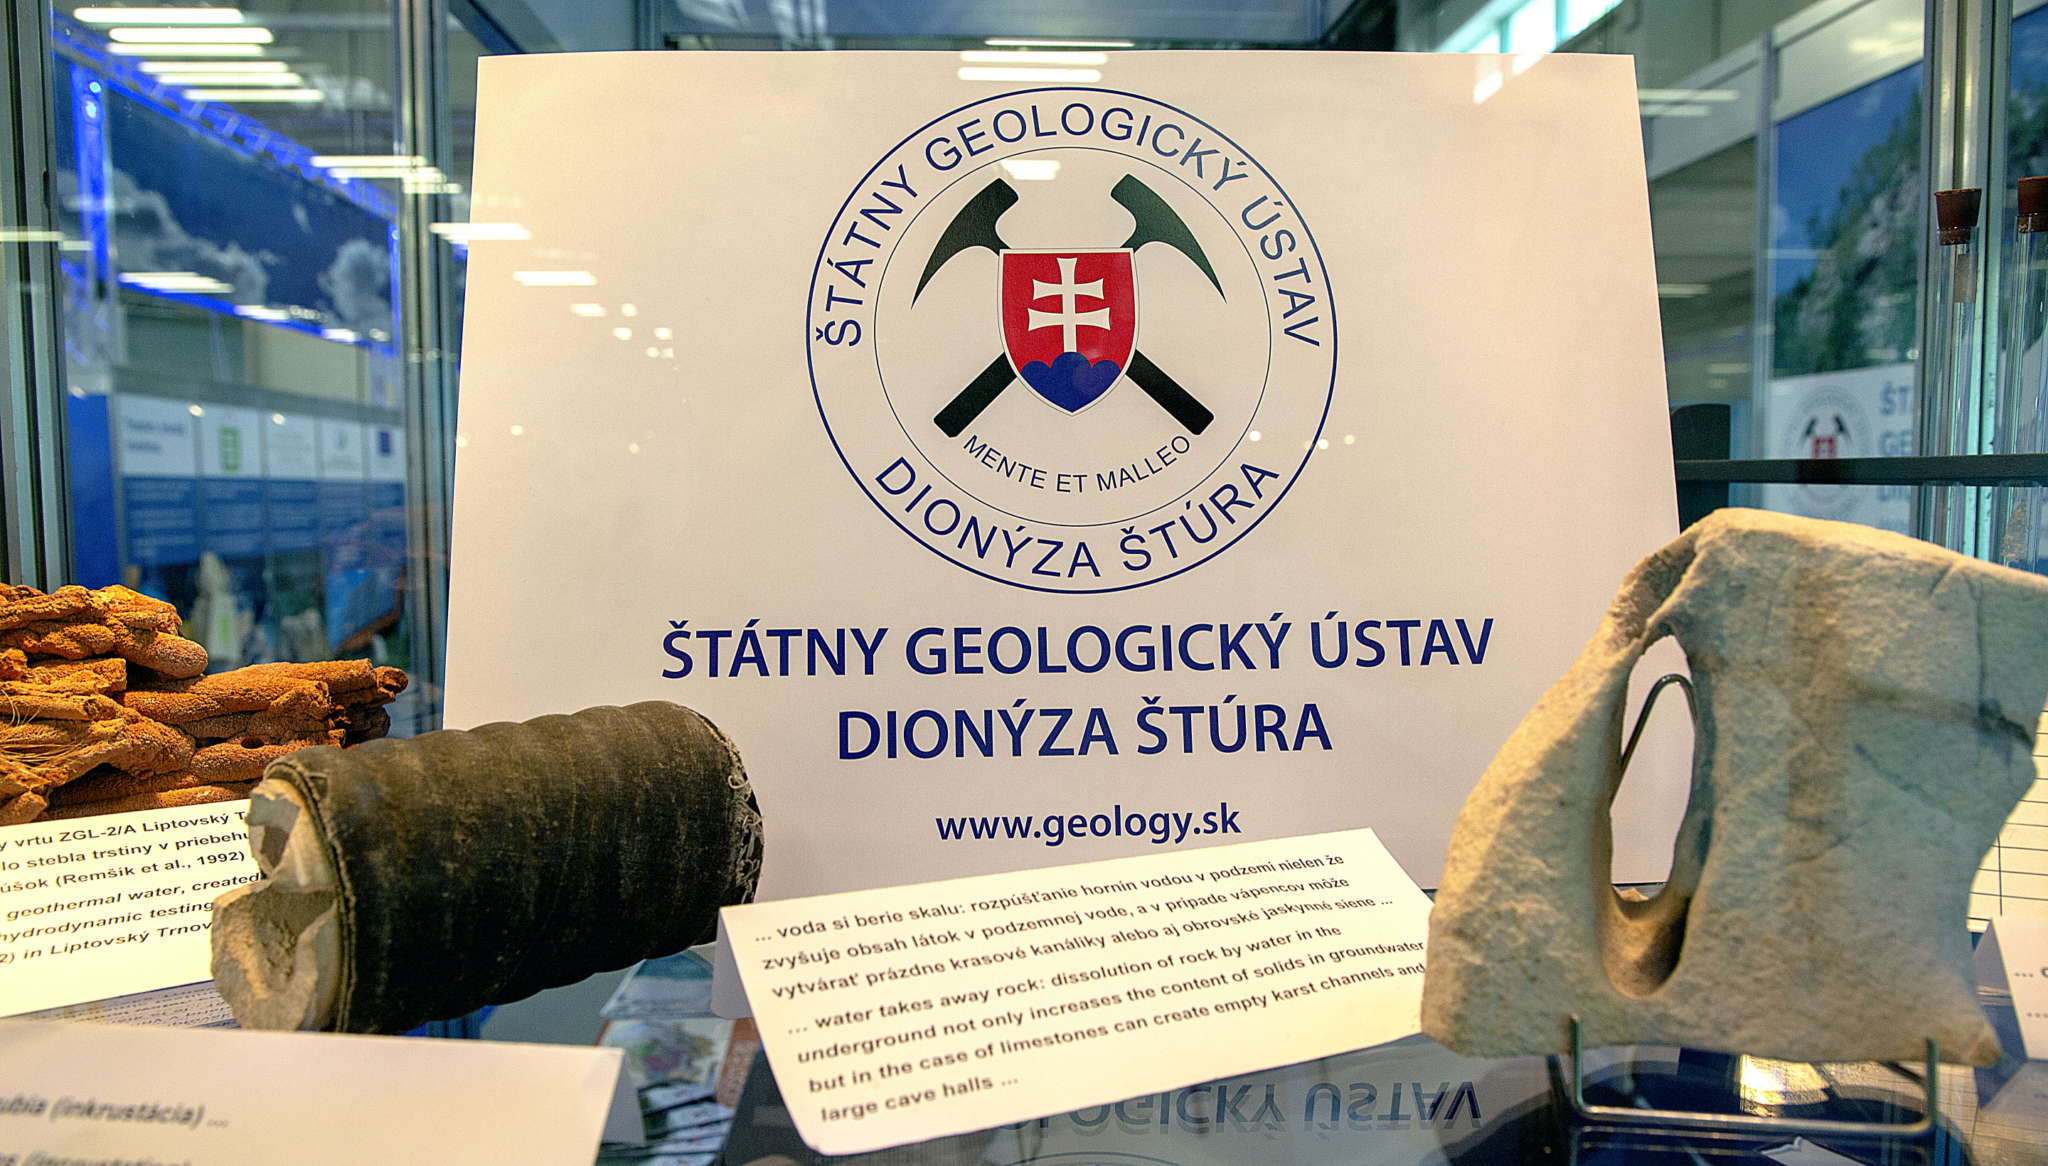 ŠTÁTNY GEOLOGICKÝ ÚSTAV
MENTE ET MALLEO
DIONÝZA ŠTÚRA
ŠTÁTNY GEOLOGICKÝ ÚSTAV
DIONÝZA ŠTÚRA
www.geology.sk
y vrtu ZGL-2/A Liptovský T
lo stebla trstiny v priebehu
úšok (Remšík et al., 1992)
geothermal water, created
hydrodynamic testing
2) in Liptovský Trnov
... voda si berie skalu: rozpúšťanie hornín vodou v podzemí nielen že
zvyšuje obsah látok v podzemnej vode, a v prípade vápencov môže
vytvárať prázdne krasové kanáliky alebo aj obrovské jaskynné siene ...
... water takes away rock: dissolution of rock by water in the
underground not only increases the content of solids in groundwater
but in the case of limestones can create empty karst channels and
large cave halls ...
(inkrustácia) ...